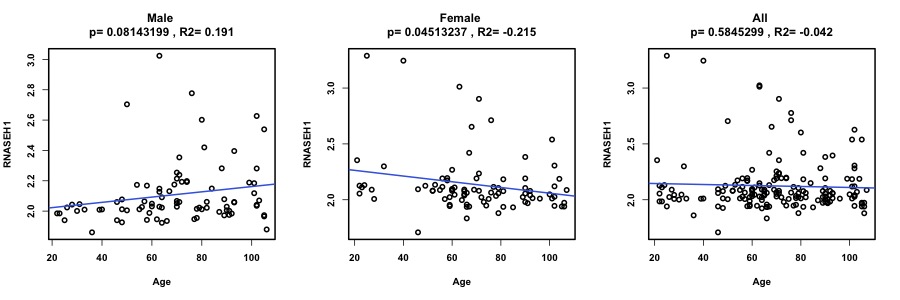 Male
p= 0.08143199 , R2= 0.191
RNASEH1
3.0
2.8
2.6
2.4
2.2
2.0
20 40 60 80 100
Age
Female
p= 0.04513237 , R2= -0.215
RNASEH1
3.0
2.5
2.0
20 40 60 80 100
Age
All
p= 0.5845299 , R2= -0.042
RNASEH1
3.0
2.5
2.0
20 40 60 80 100
Age